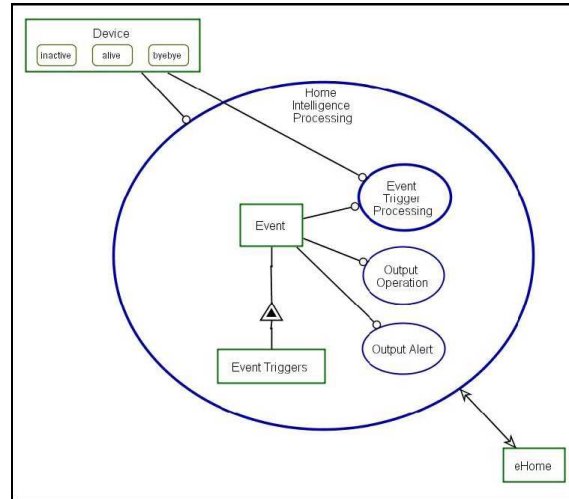 Device
inactive alive byebye
Home
Intelligence
Processing
Event
Trigger
Processing
Event
Output
Operation
Output Alert
Event Triggers
eHome